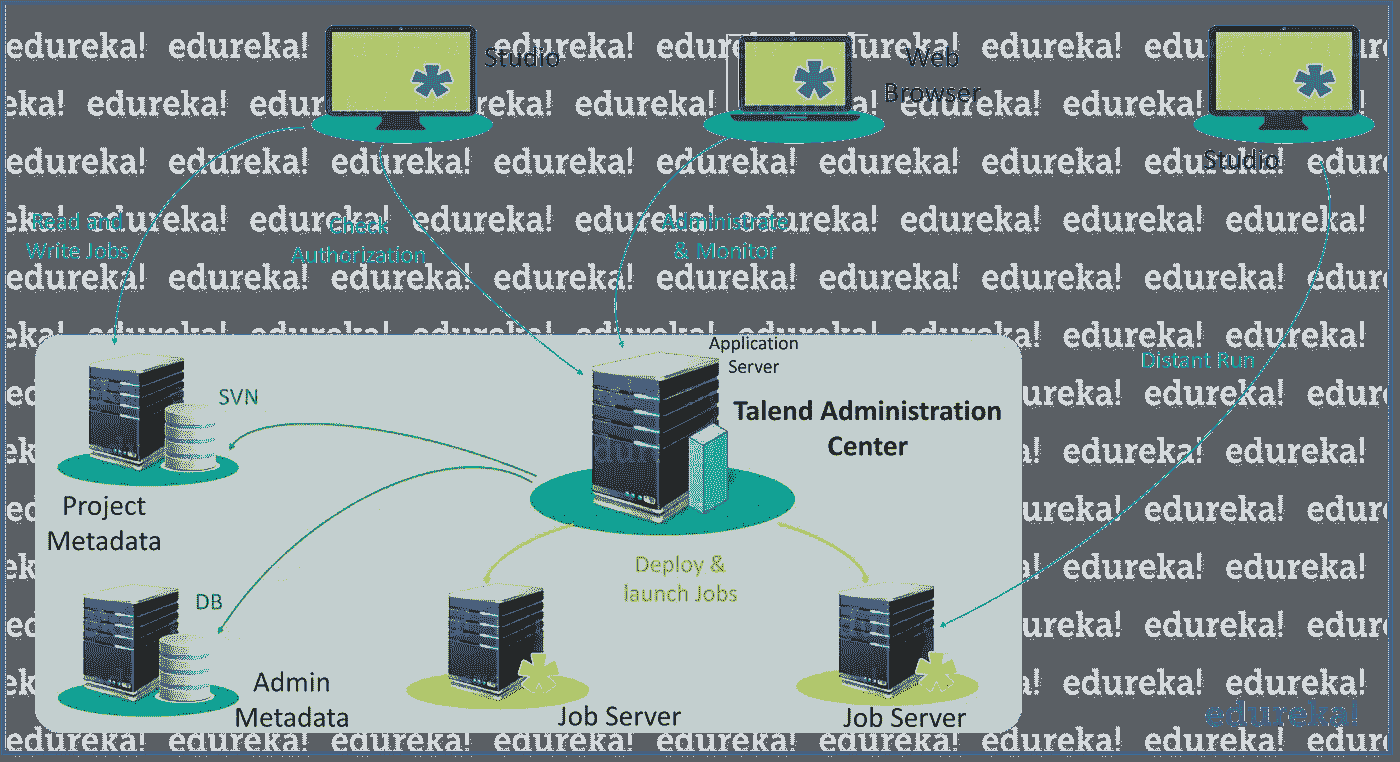 edureka!
Studio
Web
Browser
Studio
Read and
Write Jobs
Check
Authorization
Administrate
& Monitor
Distant Run
Application
Server
Talend Administration
Center
SVN
Project
Metadata
DB
Admin
Metadata
Deploy &
launch Jobs
Job Server
Job Server
edureka!